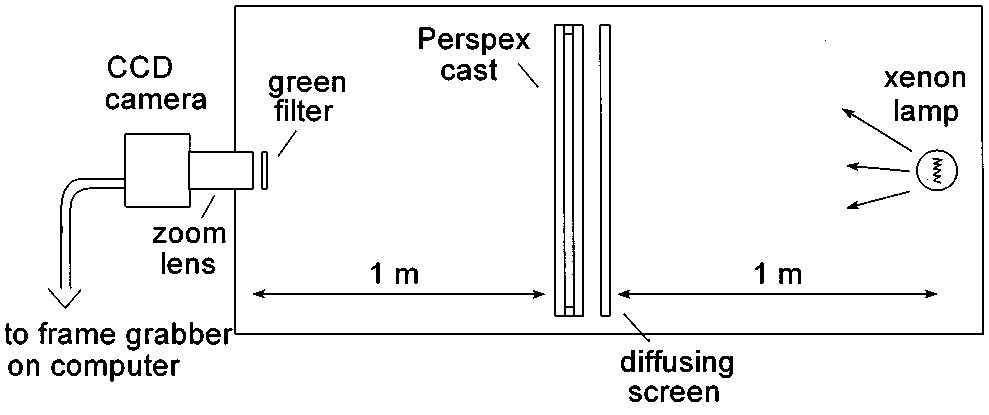 CCD
camera
green
filter
Perspex
cast
xenon
lamp
zoom
lens
1 m
1 m
to frame grabber
on computer
diffusing
screen